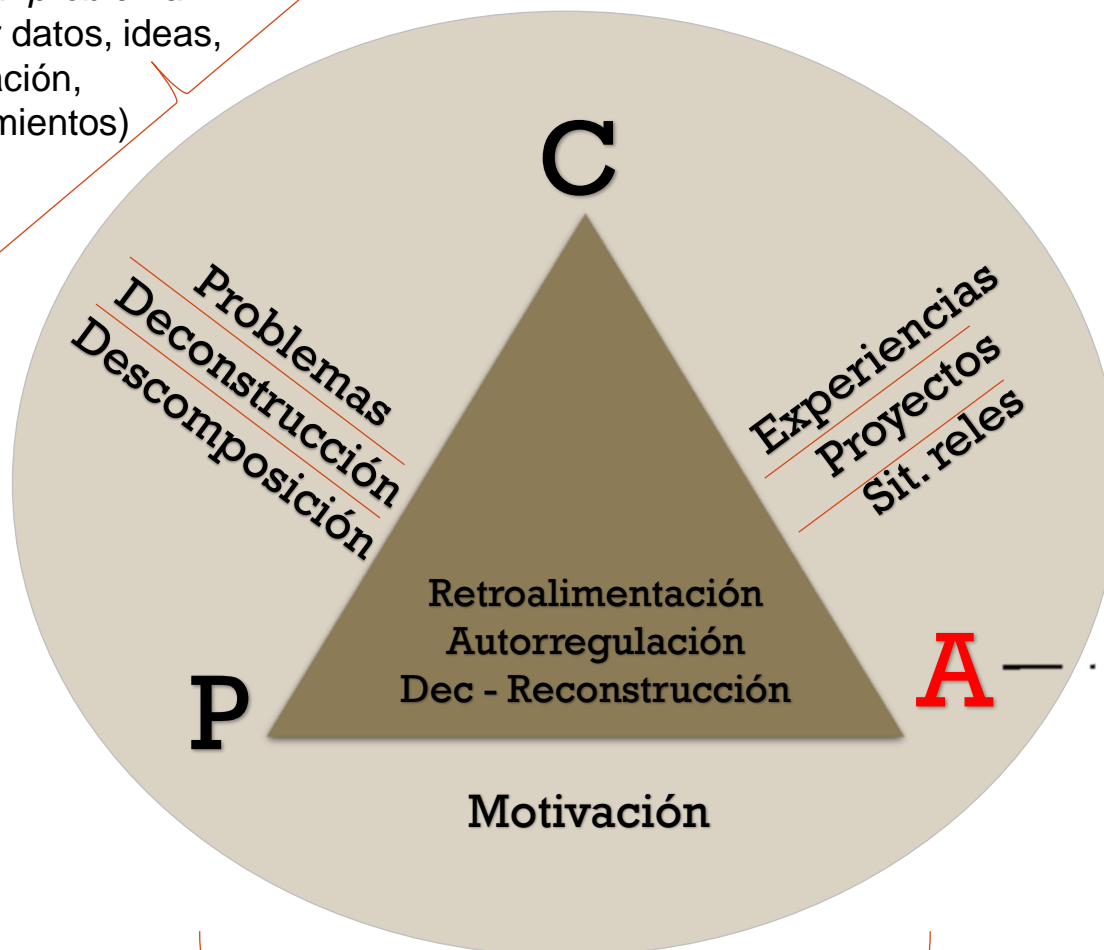 r datos, ideas,
ación,
mientos)
C
Problemas
Deconstrucción
Descomposición
Experiencias
Proyectos
Sit. reles
Retroalimentación
Autorregulación
Dec - Reconstrucción
P
A
Motivación